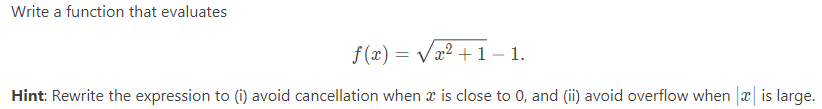 Write a function that evaluates
f(x) = √(x² + 1) − 1.
Hint: Rewrite the expression to (i) avoid cancellation when x is close to 0, and (ii) avoid overflow when |x| is large.